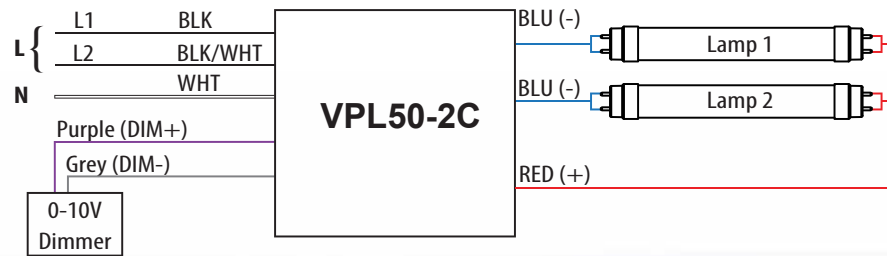 L1 BLK
L
L2 BLK/WHT
N WHT
Purple (DIM+)
Grey (DIM-)
0-10V
Dimmer
VPL50-2C
BLU (-)
Lamp 1
BLU (-)
Lamp 2
RED (+)